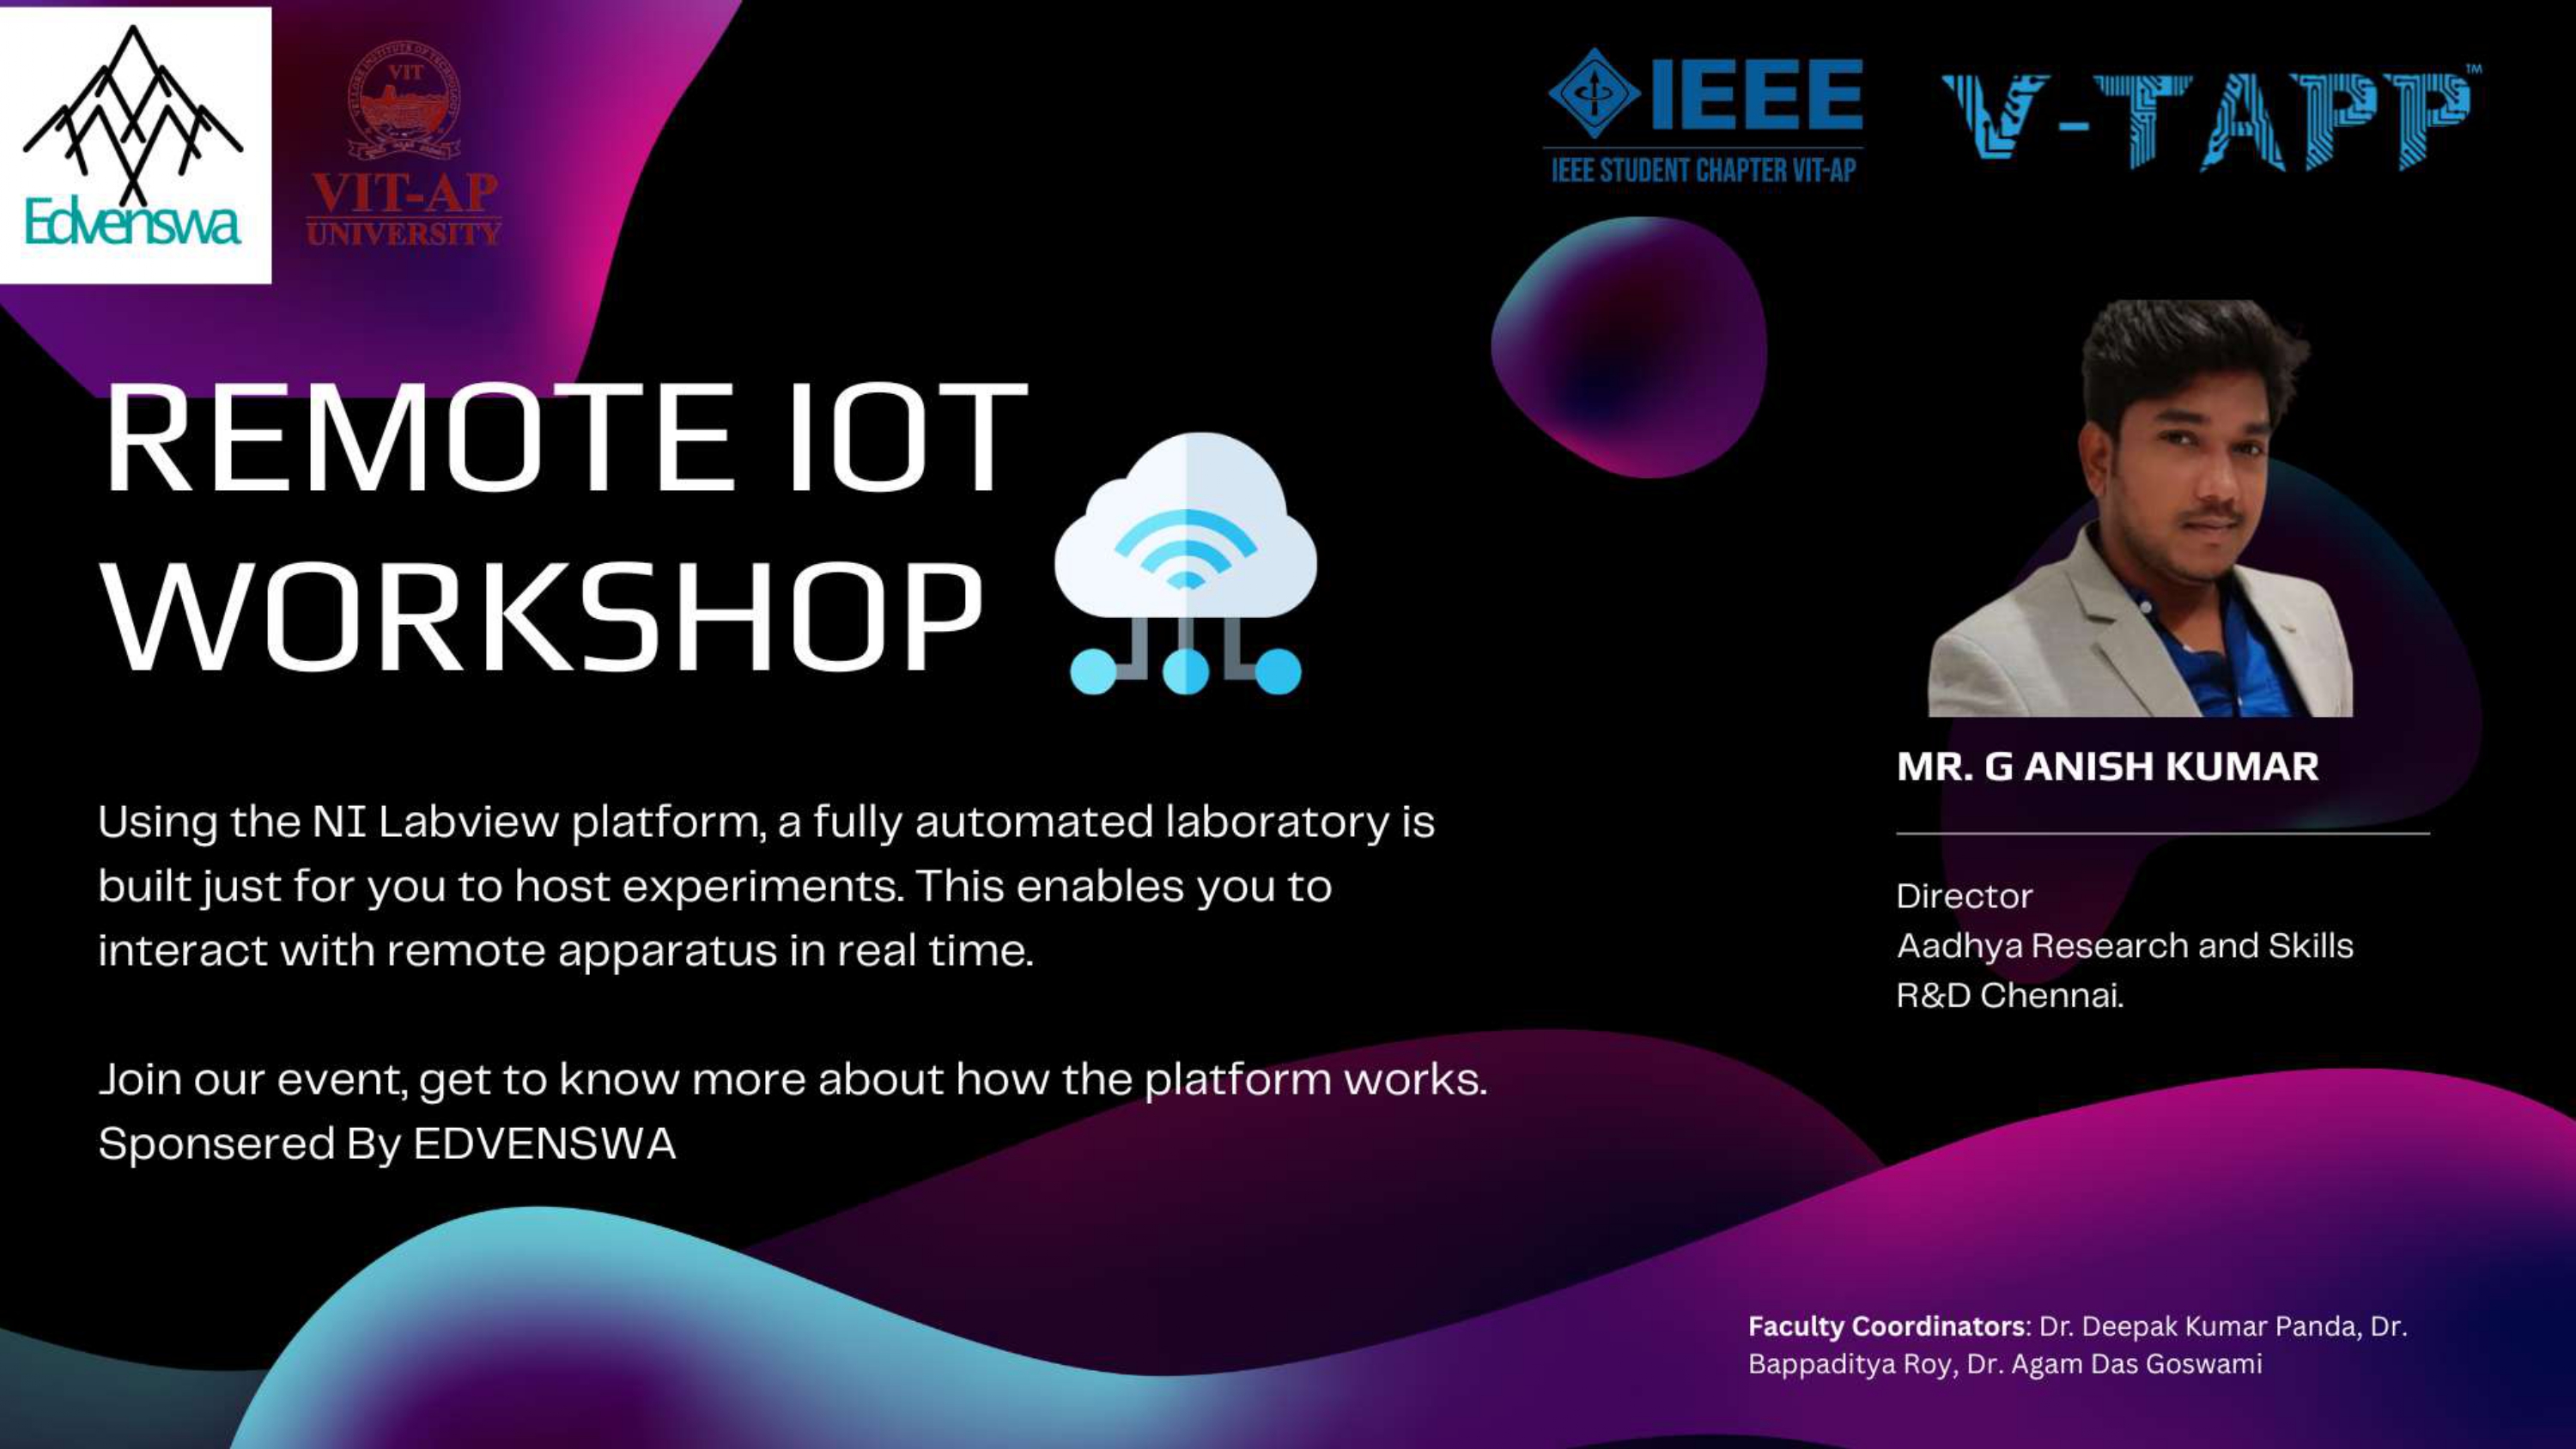 Edvenswa
VIT
VIT-AP
UNIVERSITY
IEEE
IEEE STUDENT CHAPTER VIT-AP
V-TAPP™
REMOTE IOT
WORKSHOP
Using the NI Labview platform, a fully automated laboratory is
built just for you to host experiments. This enables you to
interact with remote apparatus in real time.
Join our event, get to know more about how the platform works.
Sponsered By EDVENSWA
MR. G ANISH KUMAR
Director
Aadhya Research and Skills
R&D Chennai.
Faculty Coordinators: Dr. Deepak Kumar Panda, Dr.
Bappaditya Roy, Dr. Agam Das Goswami